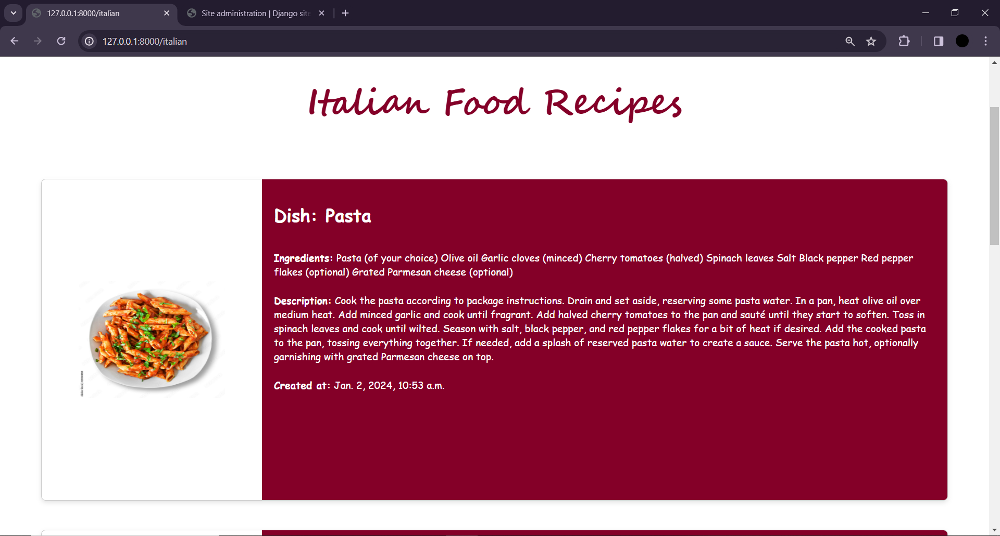 127.0.0.1:8000/italian
Site administration | Django site
127.0.0.1:8000/italian
Italian Food Recipes
Dish: Pasta
Ingredients: Pasta (of your choice) Olive oil Garlic cloves (minced) Cherry tomatoes (halved) Spinach leaves Salt Black pepper Red pepper
flakes (optional) Grated Parmesan cheese (optional)
Description: Cook the pasta according to package instructions. Drain and set aside, reserving some pasta water. In a pan, heat olive oil over
medium heat. Add minced garlic and cook until fragrant. Add halved cherry tomatoes to the pan and sauté until they start to soften. Toss in
spinach leaves and cook until wilted. Season with salt, black pepper, and red pepper flakes for a bit of heat if desired. Add the cooked pasta
to the pan, tossing everything together. If needed, add a splash of reserved pasta water to create a sauce. Serve the pasta hot, optionally
garnishing with grated Parmesan cheese on top.
Created at: Jan. 2, 2024, 10:53 a.m.